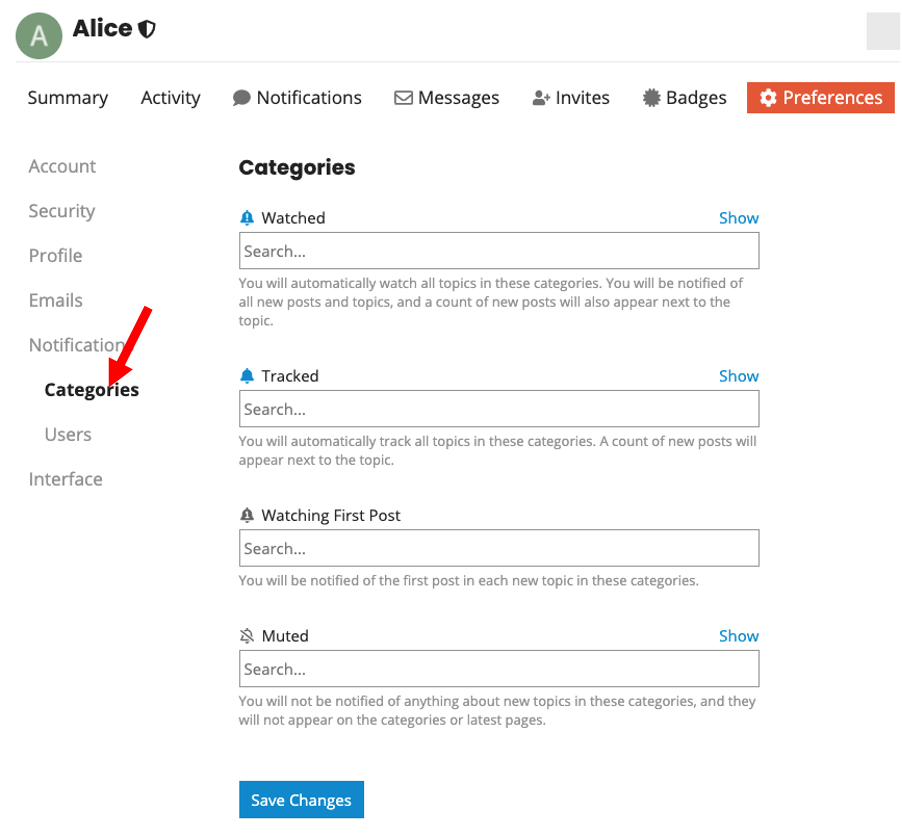 A
Alice
Summary Activity Notifications Messages Invites Badges Preferences
Account
Security
Profile
Emails
Notification
Categories
Users
Interface
Categories
Watched Show
Search...
You will automatically watch all topics in these categories. You will be notified of
all new posts and topics, and a count of new posts will also appear next to the
topic.
Tracked Show
Search...
You will automatically track all topics in these categories. A count of new posts will
appear next to the topic.
Watching First Post
Search...
You will be notified of the first post in each new topic in these categories.
Muted Show
Search...
You will not be notified of anything about new topics in these categories, and they
will not appear on the categories or latest pages.
Save Changes